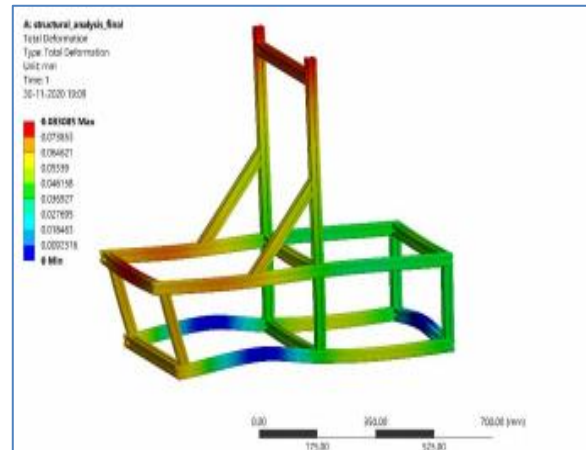 A: structural_analysis_final
Total Deformation
Type: Total Deformation
Unit: mm
Time: 1
30-11-2020 19:09
0.083085 Max
0.073853
0.064621
0.05539
0.046158
0.036927
0.027695
0.018463
0.0092316
0 Min
0.00
350.00
700.00 (mm)
175.00
525.00